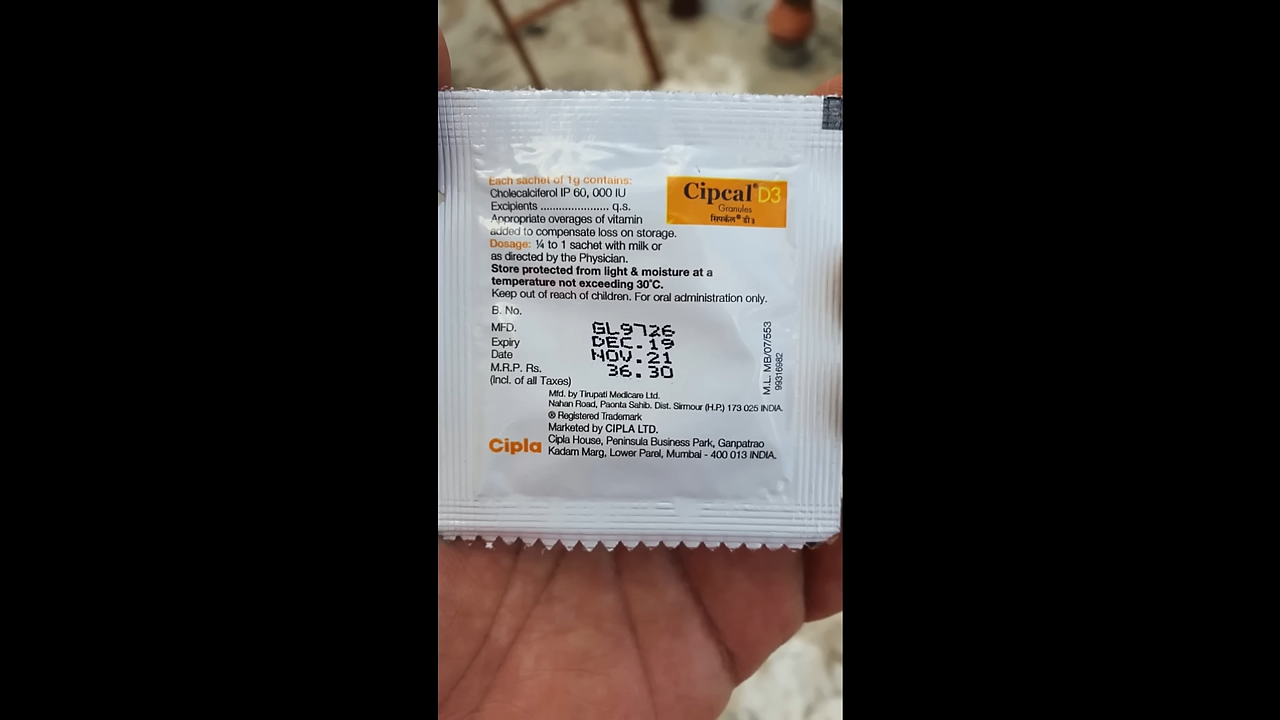 Each sachet of 1g contains:
Cholecalciferol IP 60, 000 IU
Excipients ..................... q.s.
Appropriate overages of vitamin
added to compensate loss on storage.
Dosage: ¼ to 1 sachet with milk or
as directed by the Physician.
Store protected from light & moisture at a
temperature not exceeding 30°C.
Keep out of reach of children. For oral administration only.
Cipcal® D3
Granules
सिपकॅल® डी ३
B. No. GL9726
MFD. DEC.19
Expiry
Date NOV.21
M.R.P. Rs. 36.30
(Incl. of all Taxes)
M.L. MB/07/553
99316982
Mfd. by Tirupati Medicare Ltd.
Nahan Road, Paonta Sahib. Dist. Sirmour (H.P.) 173 025 INDIA.
® Registered Trademark
Marketed by CIPLA LTD.
Cipla
Cipla House, Peninsula Business Park, Ganpatrao
Kadam Marg, Lower Parel, Mumbai - 400 013 INDIA.